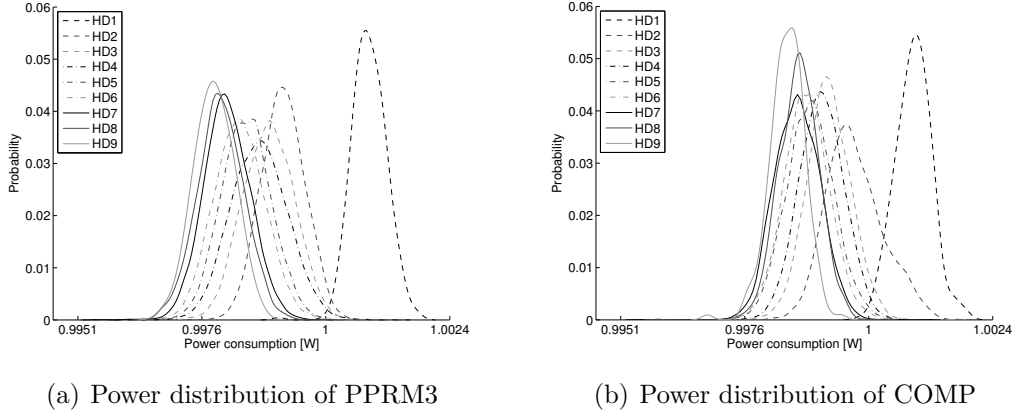 0.06
0.05
0.04
0.03
0.02
0.01
0
Probability
HD1
HD2
HD3
HD4
HD5
HD6
HD7
HD8
HD9
0.9951
0.9976
1
1.0024
Power consumption [W]
(a) Power distribution of PPRM3
0.06
0.05
0.04
0.03
0.02
0.01
0
Probability
HD1
HD2
HD3
HD4
HD5
HD6
HD7
HD8
HD9
0.9951
0.9976
1
1.0024
Power consumption [W]
(b) Power distribution of COMP